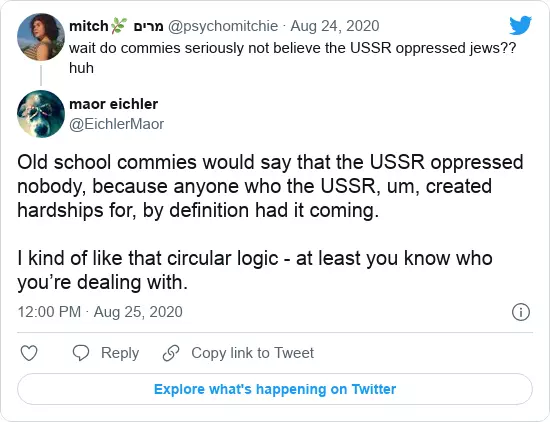 mitch🌿 מרים @psychomitchie · Aug 24, 2020
wait do commies seriously not believe the USSR oppressed jews??
huh
maor eichler
@EichlerMaor
Old school commies would say that the USSR oppressed
nobody, because anyone who the USSR, um, created
hardships for, by definition had it coming.
I kind of like that circular logic - at least you know who
you’re dealing with.
12:00 PM · Aug 25, 2020
Reply
Copy link to Tweet
Explore what's happening on Twitter